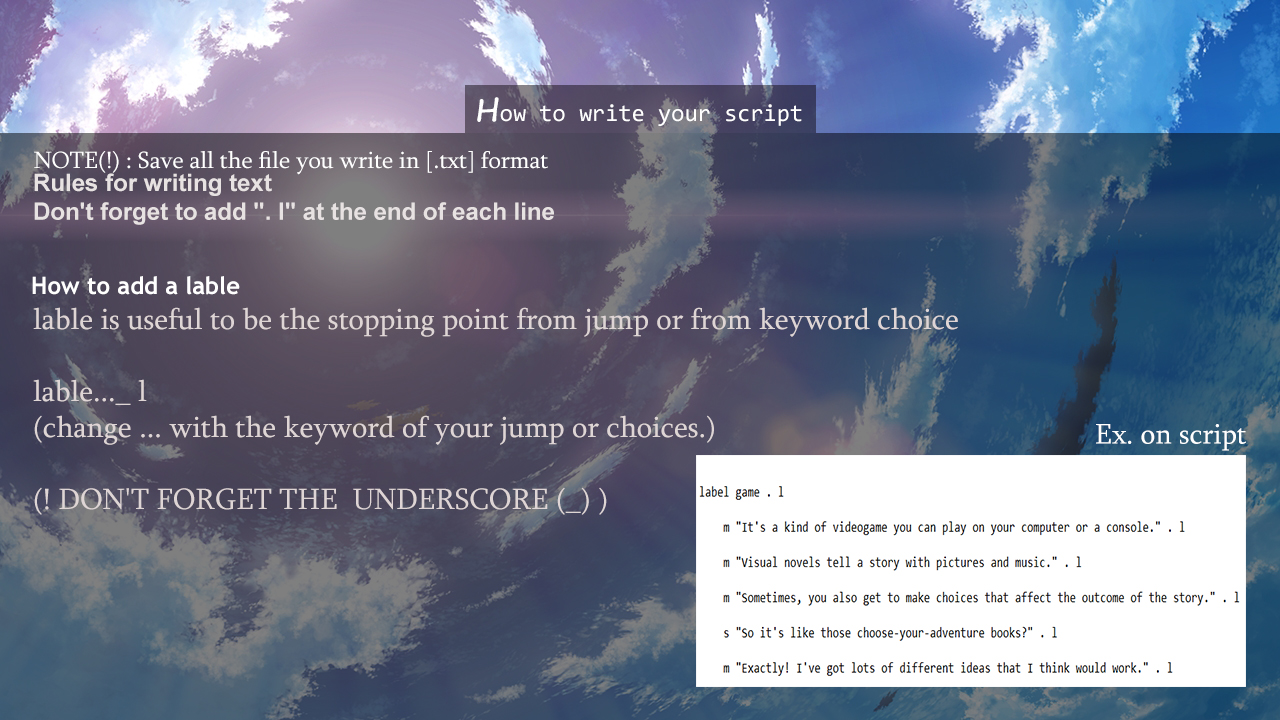 How to write your script
NOTE(!) : Save all the file you write in [.txt] format
Rules for writing text
Don't forget to add ". l" at the end of each line
How to add a lable
lable is useful to be the stopping point from jump or from keyword choice
lable..._ l
(change ... with the keyword of your jump or choices.)
(! DON'T FORGET THE  UNDERSCORE (_) )
Ex. on script
label game . l
m "It's a kind of videogame you can play on your computer or a console." . l
m "Visual novels tell a story with pictures and music." . l
m "Sometimes, you also get to make choices that affect the outcome of the story." . l
s "So it's like those choose-your-adventure books?" . l
m "Exactly! I've got lots of different ideas that I think would work." . l